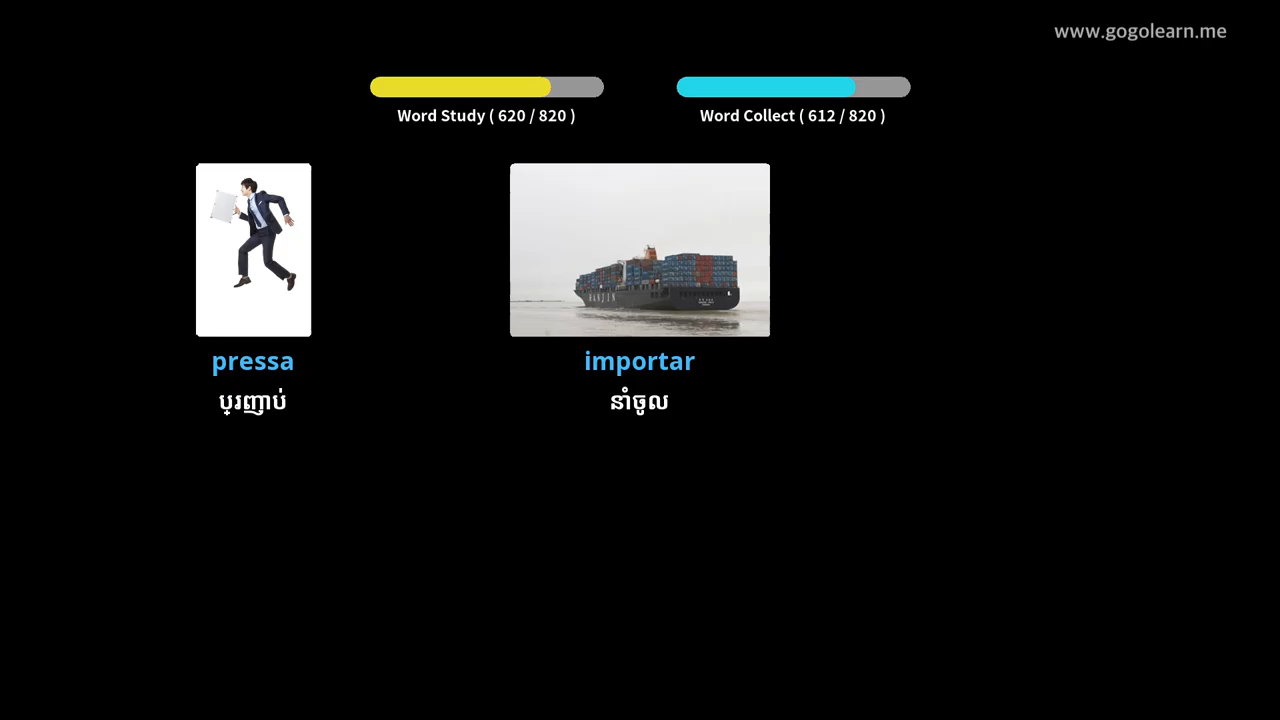 www.gogolearn.me
Word Study ( 620 / 820 )
Word Collect ( 612 / 820 )
HANJIN
pressa
importar
ប្រញាប់
នាំចូល